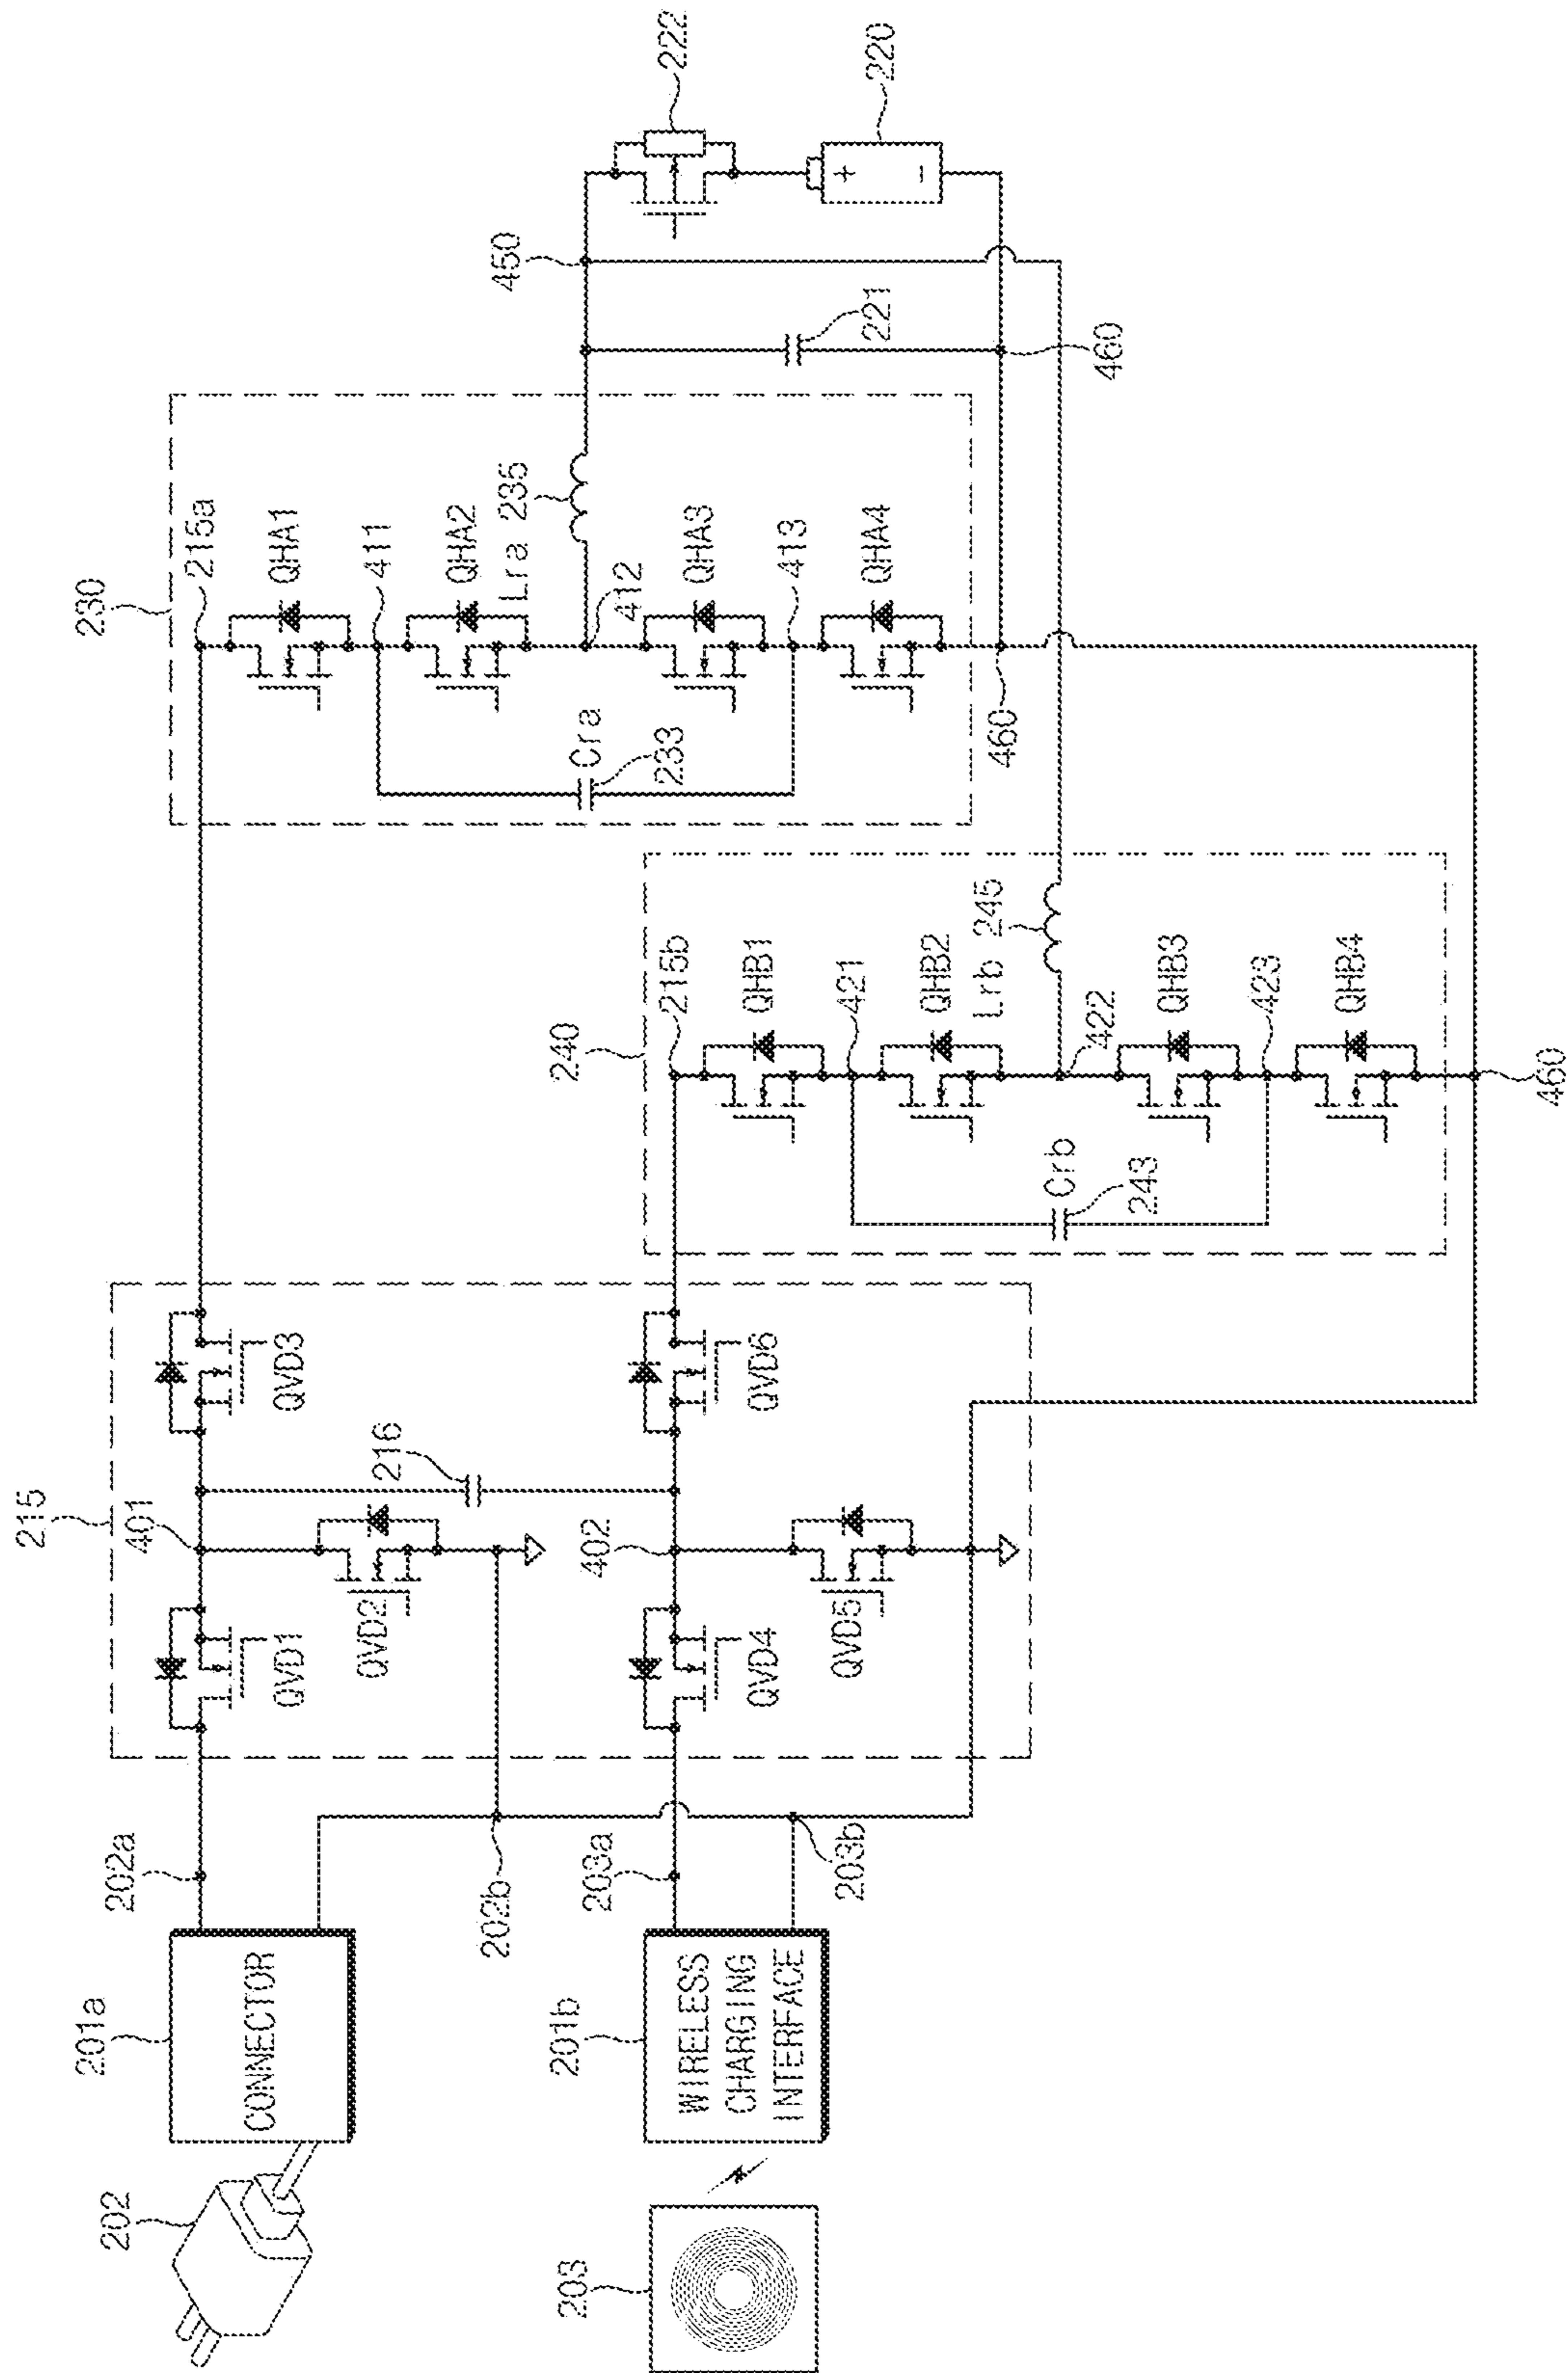 202
201a
CONNECTOR
202a
202b
203
201b
WIRELESS
CHARGING
INTERFACE
203a
203b
215
401
QVD1
QVD2
QVD3
216
402
QVD4
QVD5
QVD6
230
215a
QHA1
411
QHA2
Lra 235
412
QHA3
413
QHA4
Cra
233
460
240
215b
QHB1
421
QHB2
Lrb 245
422
QHB3
423
QHB4
Crb
243
460
450
221
460
222
220
+
-